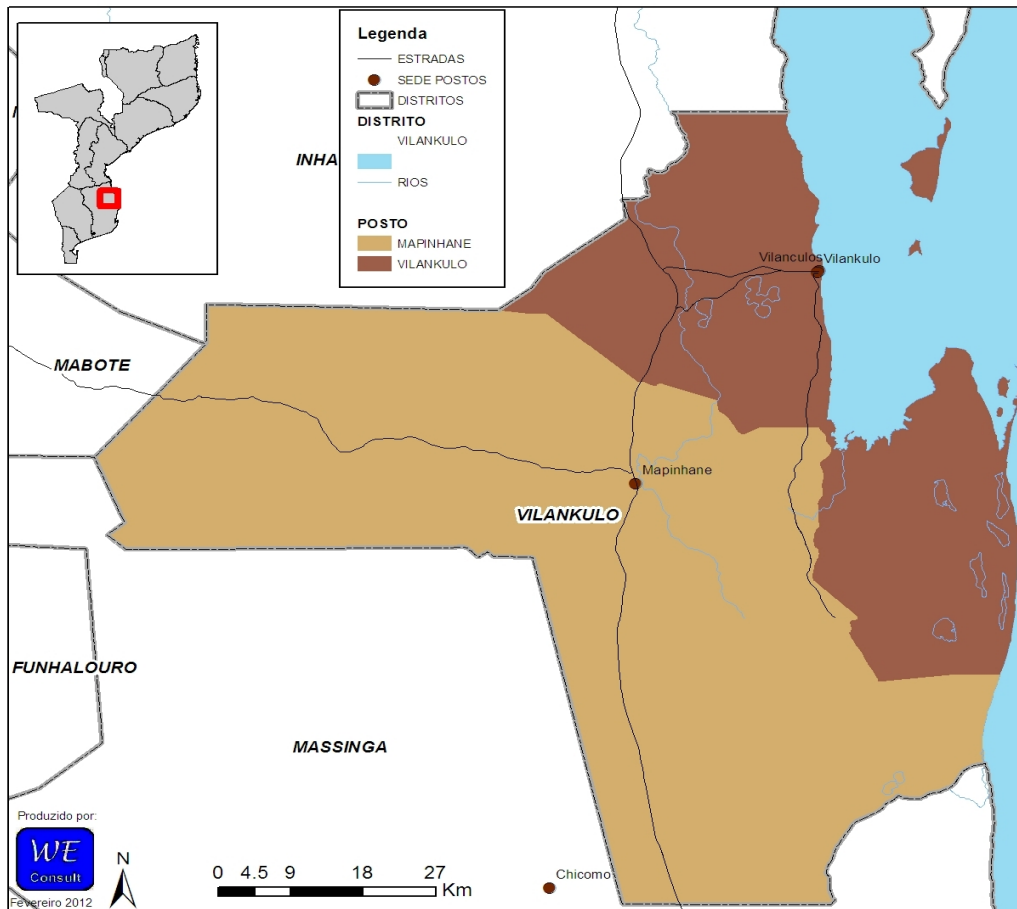 Legenda
ESTRADAS
SEDE POSTOS
DISTRITOS
DISTRITO
VILANKULO
RIOS
POSTO
MAPINHANE
VILANKULO
INHA
Vilanculos Vilankulo
MABOTE
Mapinhane
VILANKULO
FUNHALOURO
MASSINGA
Produzido por:
WE
Consult
Fevereiro 2012
N
0 4.5 9 18 27
Km
Chicomo